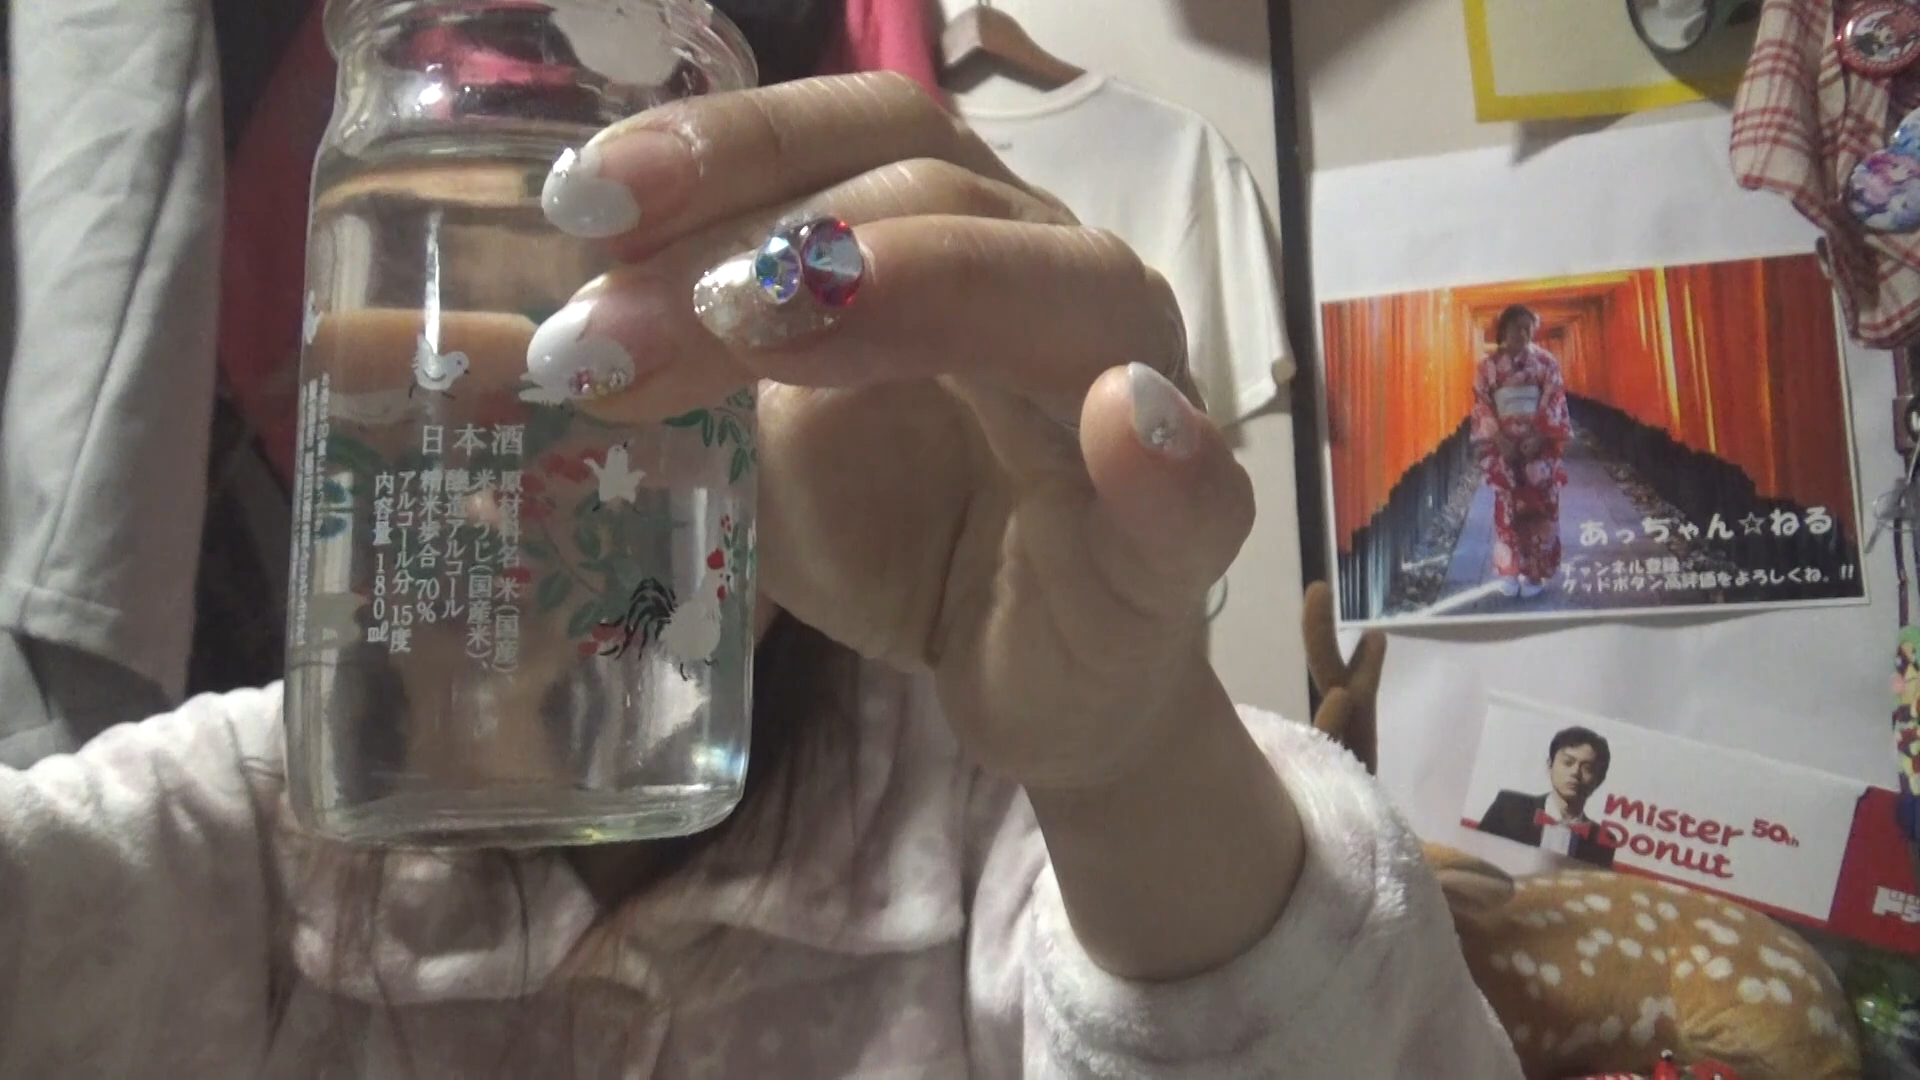 日本酒
原材料名 米(国産)
米こうじ(国産米)、
醸造アルコール
精米歩合 70%
アルコール分 15度
内容量 180ml
あっちゃん☆ねる
チャンネル登録
グッドボタン高評価をよろしくね。!!
mister Donut 50th